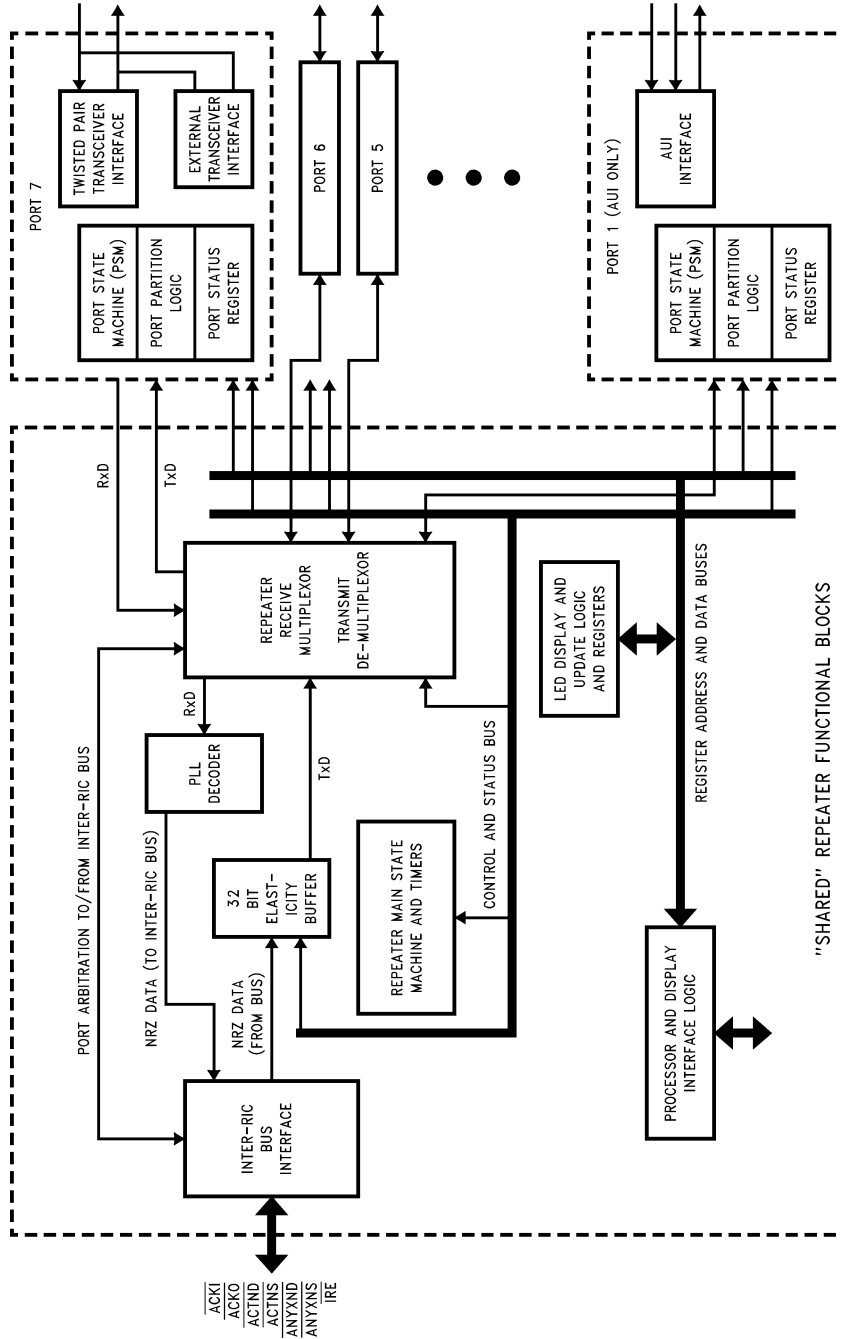 PORT 7
TWISTED PAIR
TRANSCEIVER
INTERFACE
EXTERNAL
TRANSCEIVER
INTERFACE
PORT STATE
MACHINE (PSM)
PORT PARTITION
LOGIC
PORT STATUS
REGISTER
PORT 6
PORT 5
PORT 1 (AUI ONLY)
AUI
INTERFACE
PORT STATE
MACHINE (PSM)
PORT PARTITION
LOGIC
PORT STATUS
REGISTER
RxD
TxD
REPEATER
RECEIVE
MULTIPLEXOR
TRANSMIT
DE-MULTIPLEXOR
PORT ARBITRATION TO/FROM INTER-RIC BUS
RxD
PLL
DECODER
NRZ DATA (TO INTER-RIC BUS)
TxD
32
BIT
ELAST-
ICITY
BUFFER
NRZ DATA
(FROM BUS)
REPEATER MAIN STATE
MACHINE AND TIMERS
CONTROL AND STATUS BUS
LED DISPLAY AND
UPDATE LOGIC
AND REGISTERS
REGISTER ADDRESS AND DATA BUSES
INTER-RIC
BUS
INTERFACE
PROCESSOR AND DISPLAY
INTERFACE LOGIC
"SHARED" REPEATER FUNCTIONAL BLOCKS
ACKI
ACKO
ACTND
ACTNS
ANYXND
ANYXNS
IRE